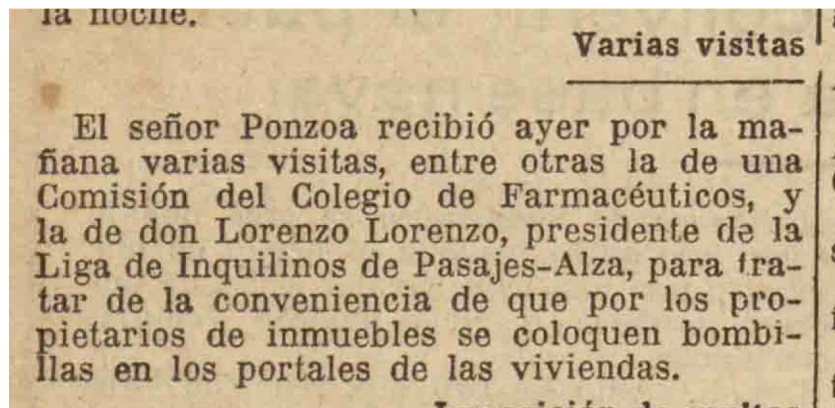 la noche.
Varias visitas
El señor Ponzoa recibió ayer por la ma-
ñana varias visitas, entre otras la de una
Comisión del Colegio de Farmacéuticos, y
la de don Lorenzo Lorenzo, presidente de la
Liga de Inquilinos de Pasajes-Alza, para tra-
tar de la conveniencia de que por los pro-
pietarios de inmuebles se coloquen bombi-
llas en los portales de las viviendas.